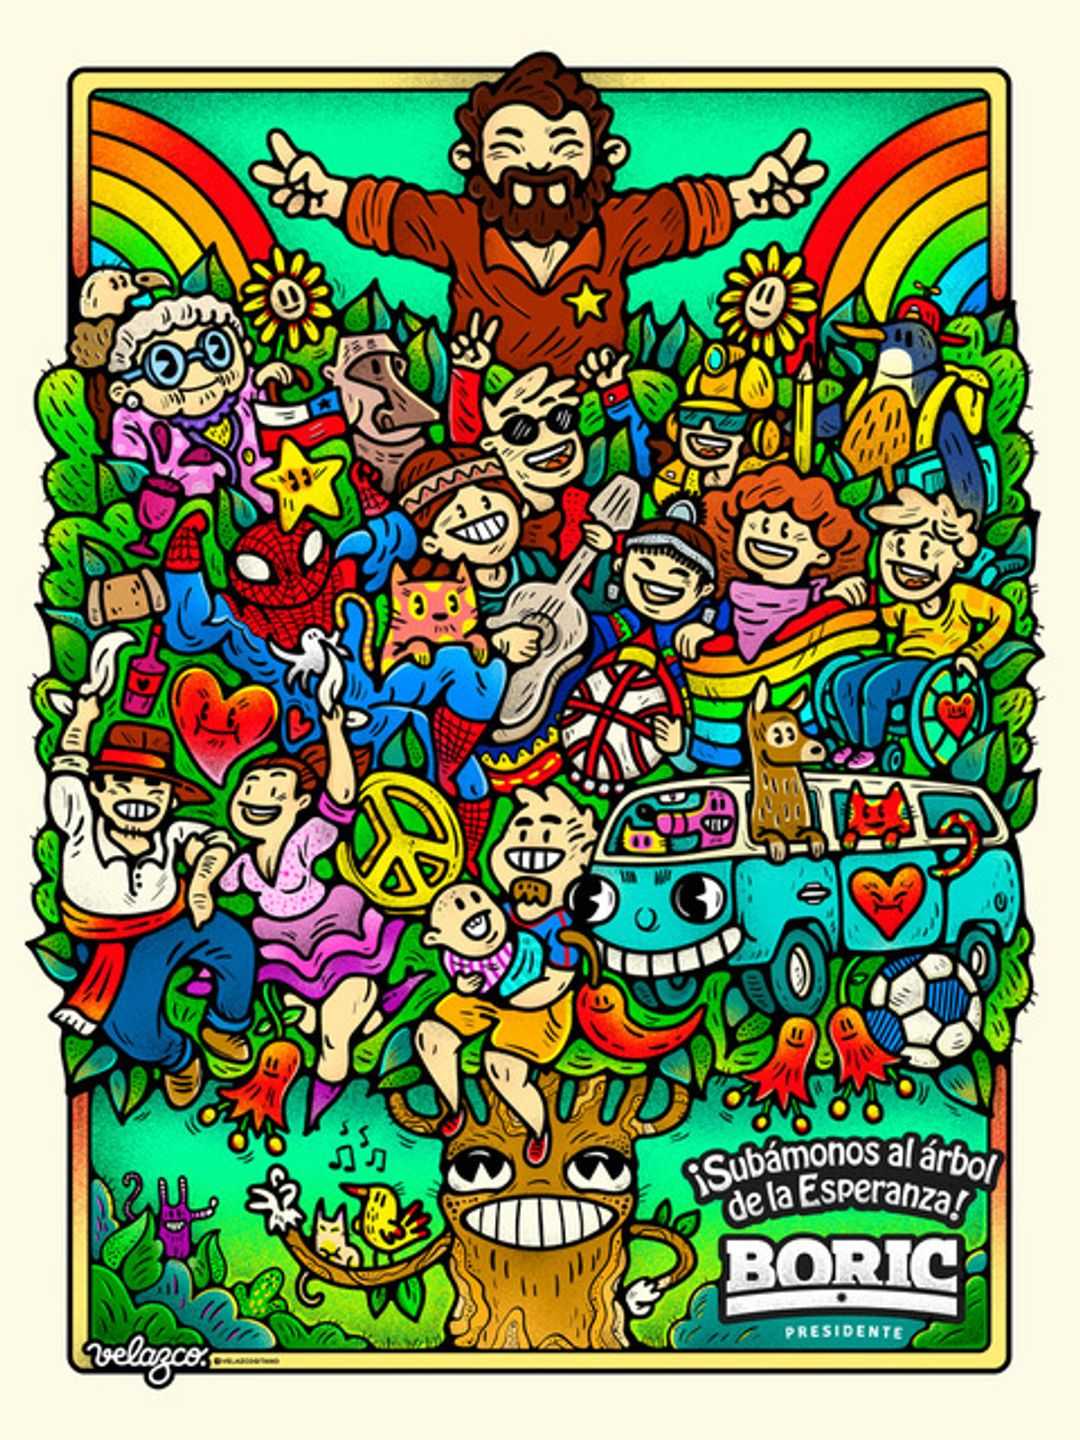 ¡Subámonos al árbol
de la Esperanza!
BORIC
PRESIDENTE
velazco.